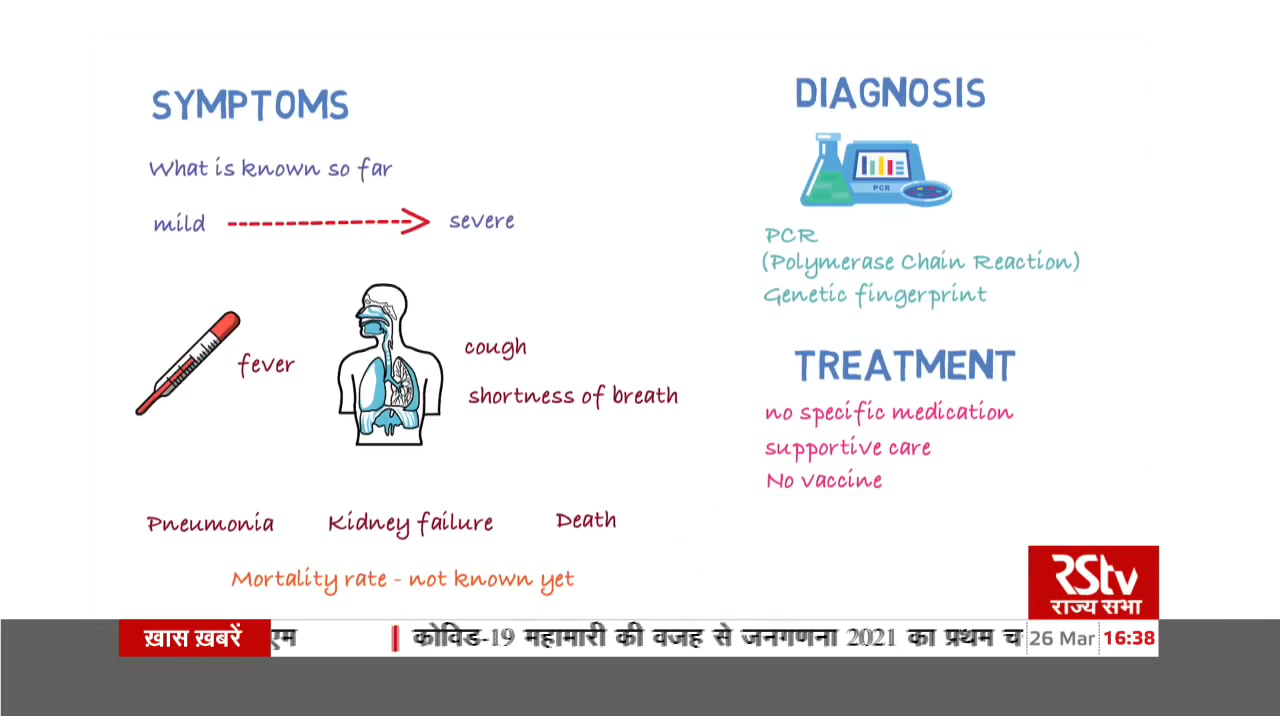 SYMPTOMS
What is known so far
mild
severe
fever
cough
shortness of breath
Pneumonia
Kidney failure
Death
Mortality rate - not known yet
DIAGNOSIS
PCR
PCR
(Polymerase Chain Reaction)
Genetic fingerprint
TREATMENT
no specific medication
supportive care
No vaccine
RSTV
राज्य सभा
ख़ास ख़बरें
एम | कोविड-19 महामारी की वजह से जनगणना 2021 का प्रथम च
26 Mar 16:38